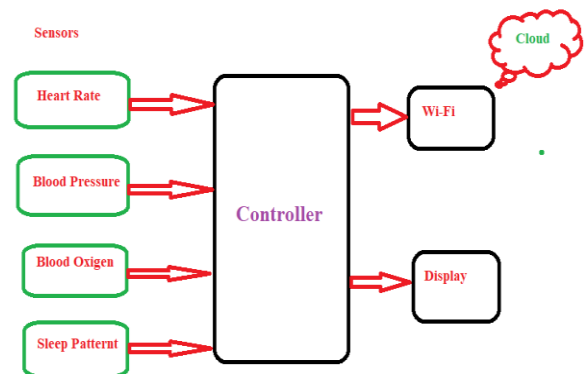 Sensors
Cloud
Heart Rate
Wi-Fi
Blood Pressure
Controller
Blood Oxigen
Display
Sleep Patternt